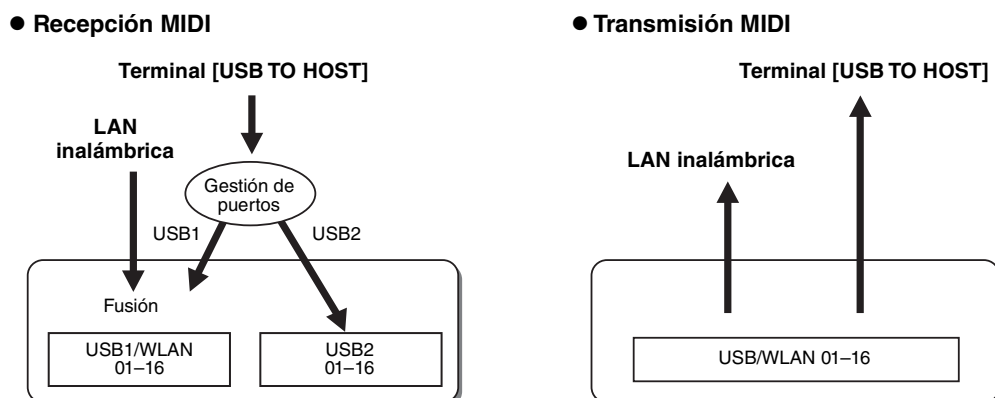 ● Recepción MIDI
Terminal [USB TO HOST]
LAN
inalámbrica
Gestión de
puertos
USB1
USB2
Fusión
USB1/WLAN
01–16
USB2
01–16
● Transmisión MIDI
Terminal [USB TO HOST]
LAN inalámbrica
USB/WLAN 01–16